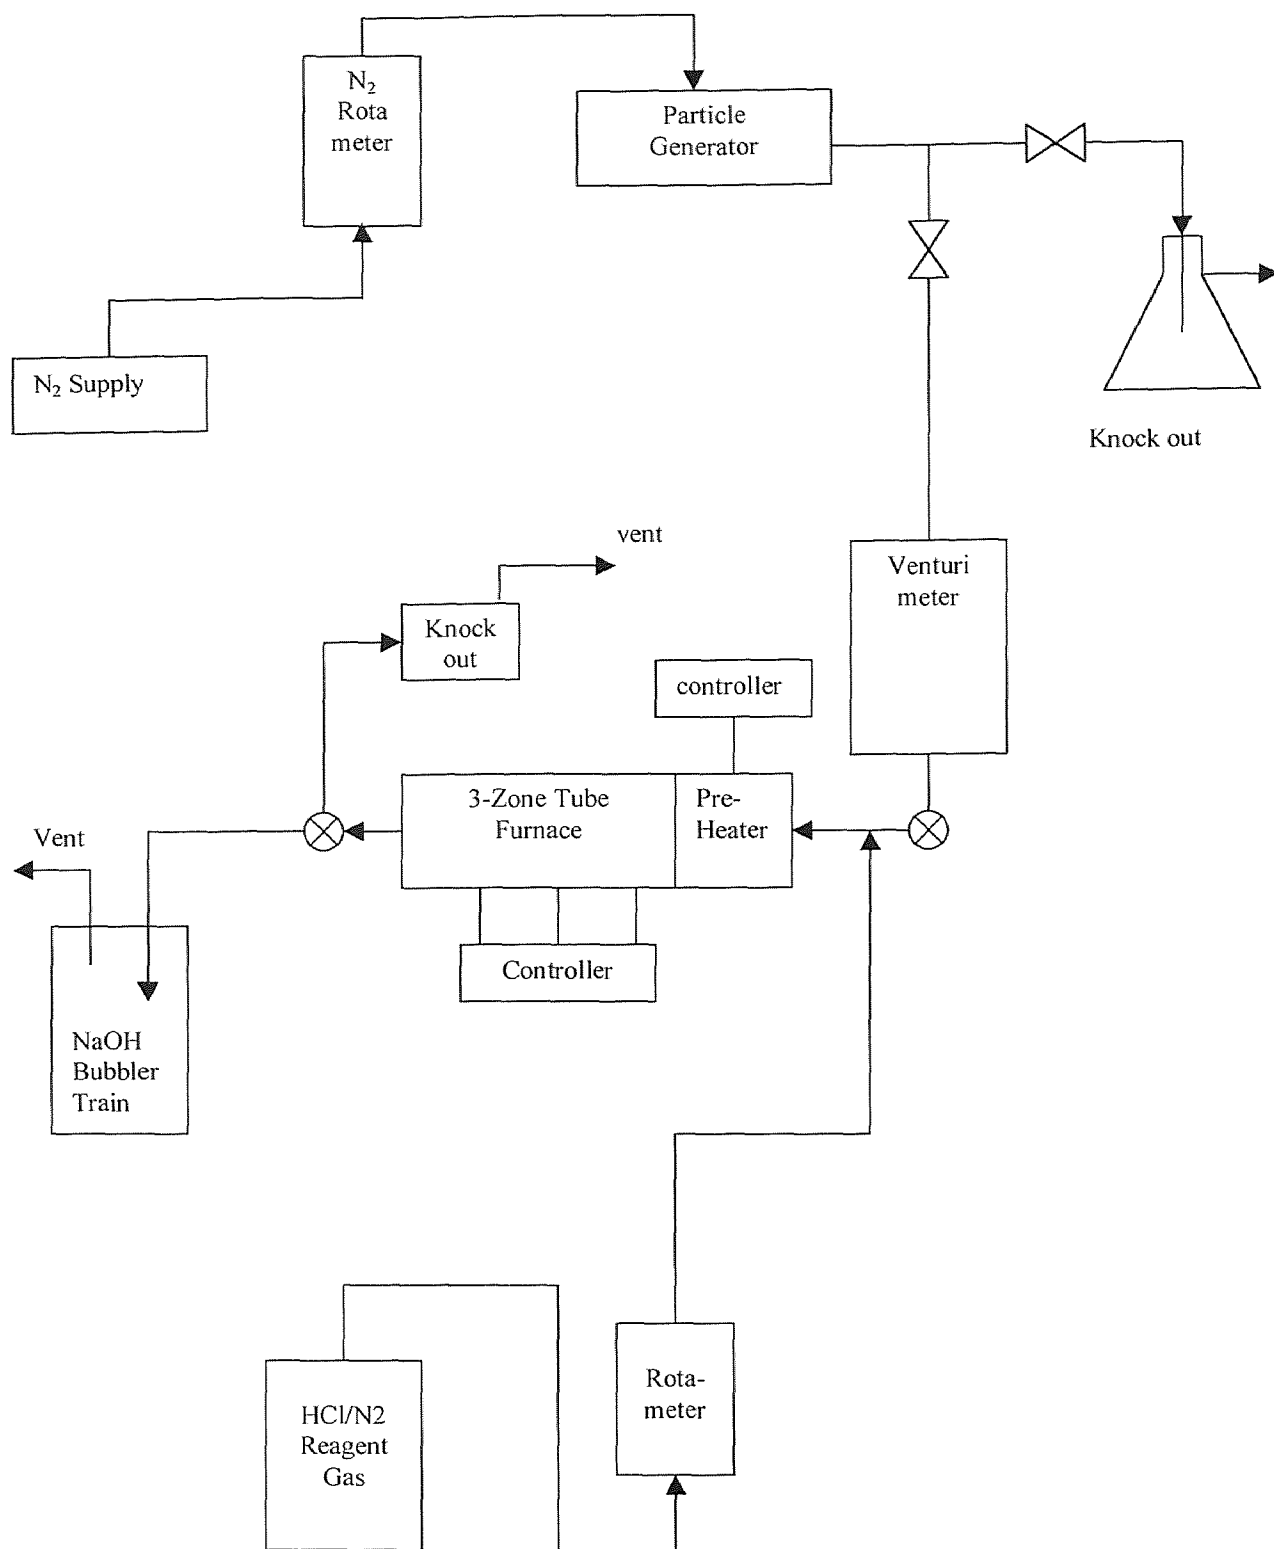 N₂
Rota
meter
Particle
Generator
N₂ Supply
Knock out
vent
Venturi
meter
Knock
out
controller
3-Zone Tube
Furnace
Pre-
Heater
Vent
Controller
NaOH
Bubbler
Train
Rota-
meter
HCl/N2
Reagent
Gas